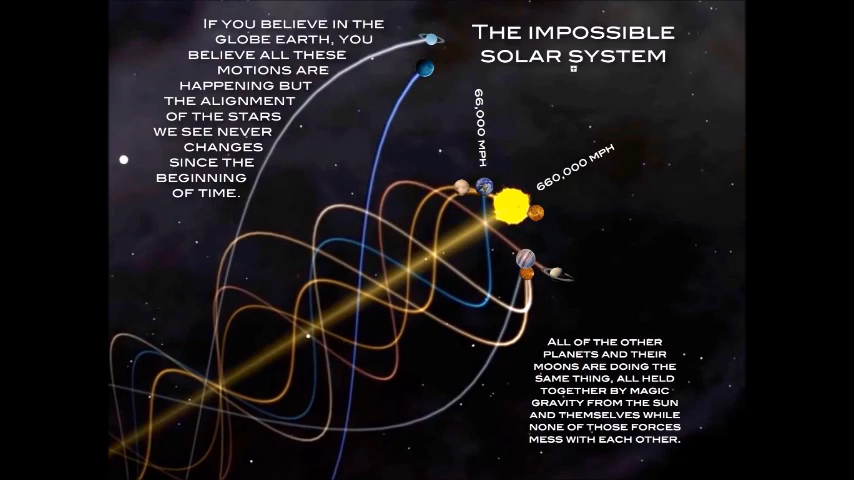 If you believe in the
globe Earth, you
believe all these
motions are
happening but
the alignment
of the stars
we see never
changes
since the
beginning
of time.
The impossible
solar system
66,000 mph
660,000 mph
All of the other
planets and their
moons are doing the
same thing, all held
together by magic
gravity from the sun
and themselves while
none of those forces
mess with each other.